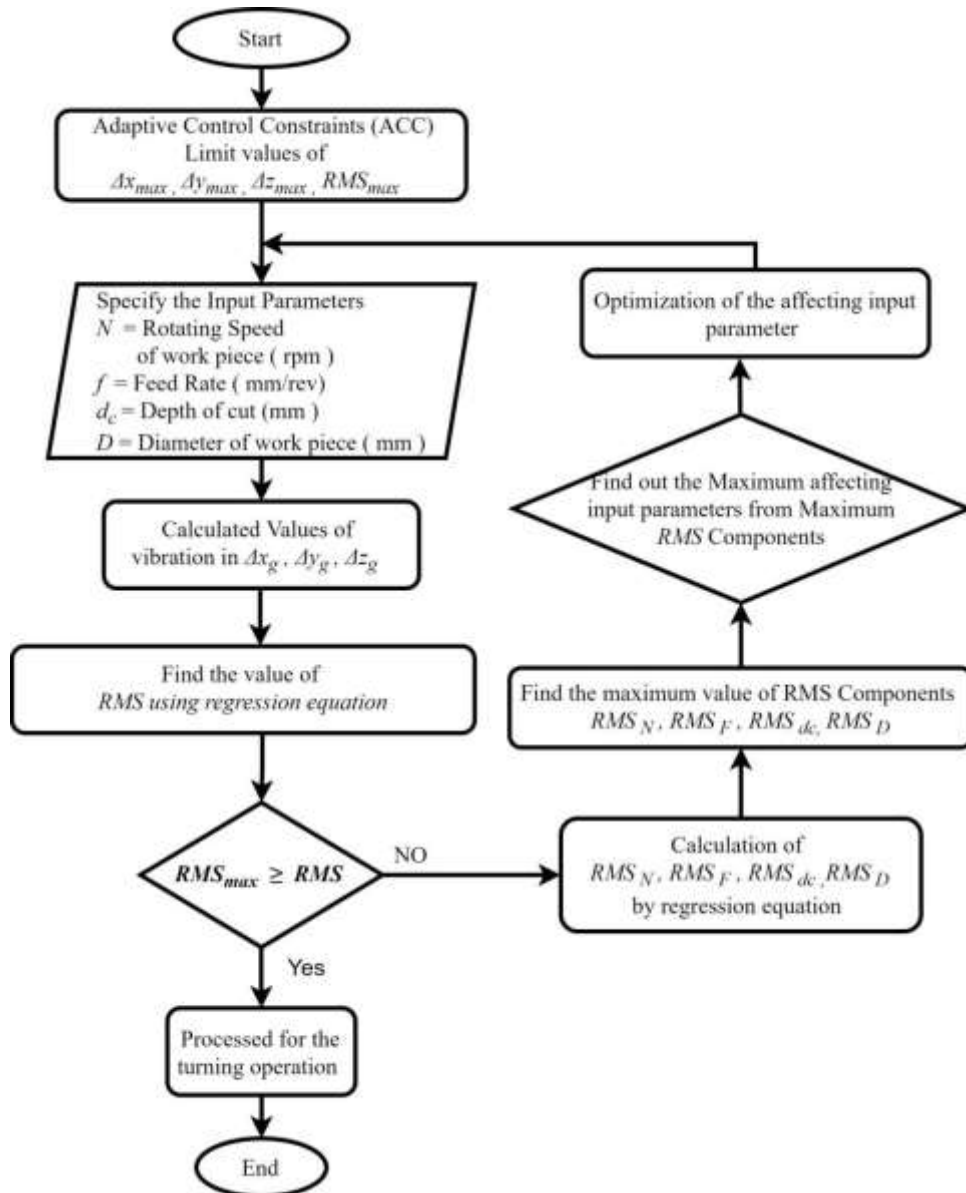 Start
Adaptive Control Constraints (ACC)
Limit values of
Δx_max , Δy_max , Δz_max , RMS_max
Specify the Input Parameters
N = Rotating Speed
of work piece ( rpm )
f = Feed Rate ( mm/rev)
d_c = Depth of cut (mm )
D = Diameter of work piece ( mm )
Calculated Values of
vibration in Δx_g , Δy_g , Δz_g
Find the value of
RMS using regression equation
RMS_max ≥ RMS
NO
Yes
Processed for the
turning operation
End
Calculation of
RMS_N , RMS_F , RMS_dc , RMS_D
by regression equation
Find the maximum value of RMS Components
RMS_N , RMS_F , RMS_dc, RMS_D
Find out the Maximum affecting
input parameters from Maximum
RMS Components
Optimization of the affecting input
parameter